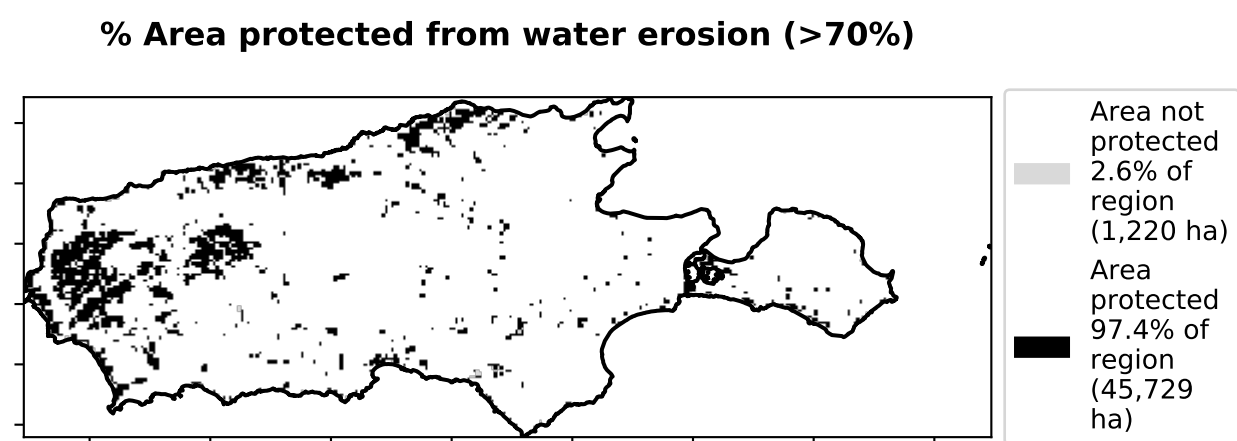 % Area protected from water erosion (>70%)
Area not
protected
2.6% of
region
(1,220 ha)
Area
protected
97.4% of
region
(45,729
ha)